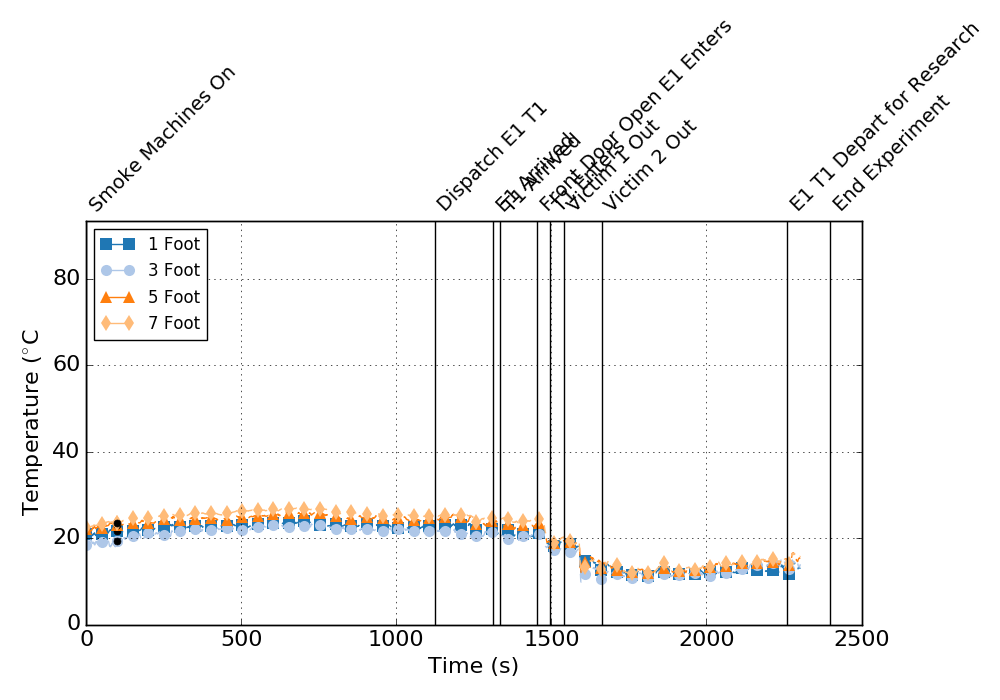 Smoke Machines On
Dispatch E1 T1
E1 Arrived
T1 Arrived
Front Door Open E1 Enters
T1 Enters
Victim 1 Out
Victim 2 Out
E1 T1 Depart for Research
End Experiment
1 Foot
3 Foot
5 Foot
7 Foot
80
60
40
20
0
Temperature (°C
0 500 1000 1500 2000 2500
Time (s)